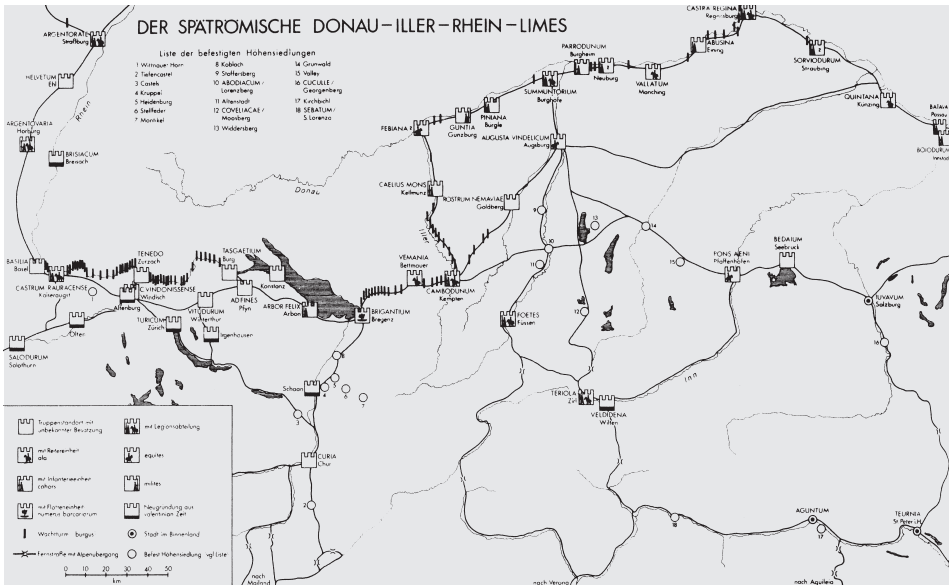 DER SPÄTRÖMISCHE DONAU-ILLER-RHEIN-LIMES
Liste der befestigten Höhensiedlungen
1 Wittnauer Horn
2 Tiefencastel
3 Castels
4 Krüppel
5 Heidenburg
6 Stellfeder
7 Montikel
8 Koblach
9 Stoffersberg
10 ABODIACUM / Lorenzberg
11 Altenstadt
12 COVELIACAE / Moosberg
13 Widdersberg
14 Grünwald
15 Valley
16 CUCULLE / Georgenberg
17 Kirchbichl
18 SEBATUM / S. Lorenzo
ARGENTORATE
Straßburg
HELVETUM
Rhein
ARGENTOVARIA
Horburg
BRISIACUM
Breisach
BASILIA
Basel
CASTRUM RAURACENSE
Kaiseraugst
TENEDO
Zurzach
C. VINDONISSENSE
Windisch
Altenburg
Olten
SALODURUM
Solothurn
TURICUM
Zürich
VITUDURUM
Winterthur
Irgenhausen
TASGAETIUM
Burg
AD FINES
Pfyn
Konstanz
ARBOR FELIX
Arbon
BRIGANTIUM
Bregenz
Schaan
CURIA
Chur
Donau
FEBIANA
GUNTIA
Günzburg
PINIANA
Bürgle
SUMMUNTORIUM
Burghöfe
PARRODUNUM
Burgheim
Neuburg
VALLATUM
Manching
ABUSINA
Eining
CASTRA REGINA
Regensburg
SORVIODURUM
Straubing
QUINTANA
Künzing
BATAVA
Passau
BOIODURUM
AUGUSTA VINDELICUM
Augsburg
CAELIUS MONS
Kellmünz
ROSTRUM NEMAVIAE
Goldberg
Iller
VEMANIA
Bettmauer
CAMBODUNUM
Kempten
FOETES
Füssen
TERIOLA
Zirl
VELDIDENA
Wilten
Inn
PONS AENI
Pfaffenhofen
BEDAIUM
Seebruck
IUVAVUM
Salzburg
AGUNTUM
TEURNIA
St Peter i.H.
nach Mailand
nach Verona
nach Aquileia
Truppenstandort mit unbekannter Besatzung
mit Reitereinheit ala
mit Infanterieeinheit cohors
mit Flotteneinheit numerus barcariorum
Wachtturm burgus
Fernstraße mit Alpenübergang
mit Legionsabteilung
equites
milites
Neugründung aus valentinian. Zeit
Stadt im Binnenland
Befest. Höhensiedlung vgl. Liste
0 10 20 30 40 50
km